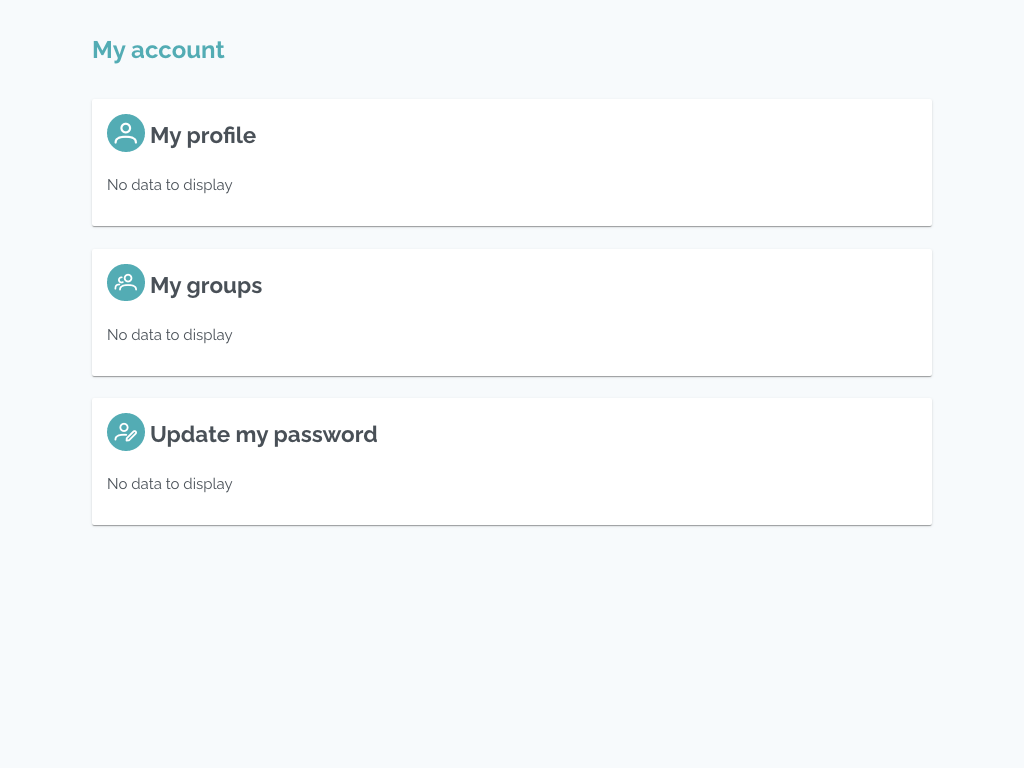 My account
My profile
No data to display
My groups
No data to display
Update my password
No data to display